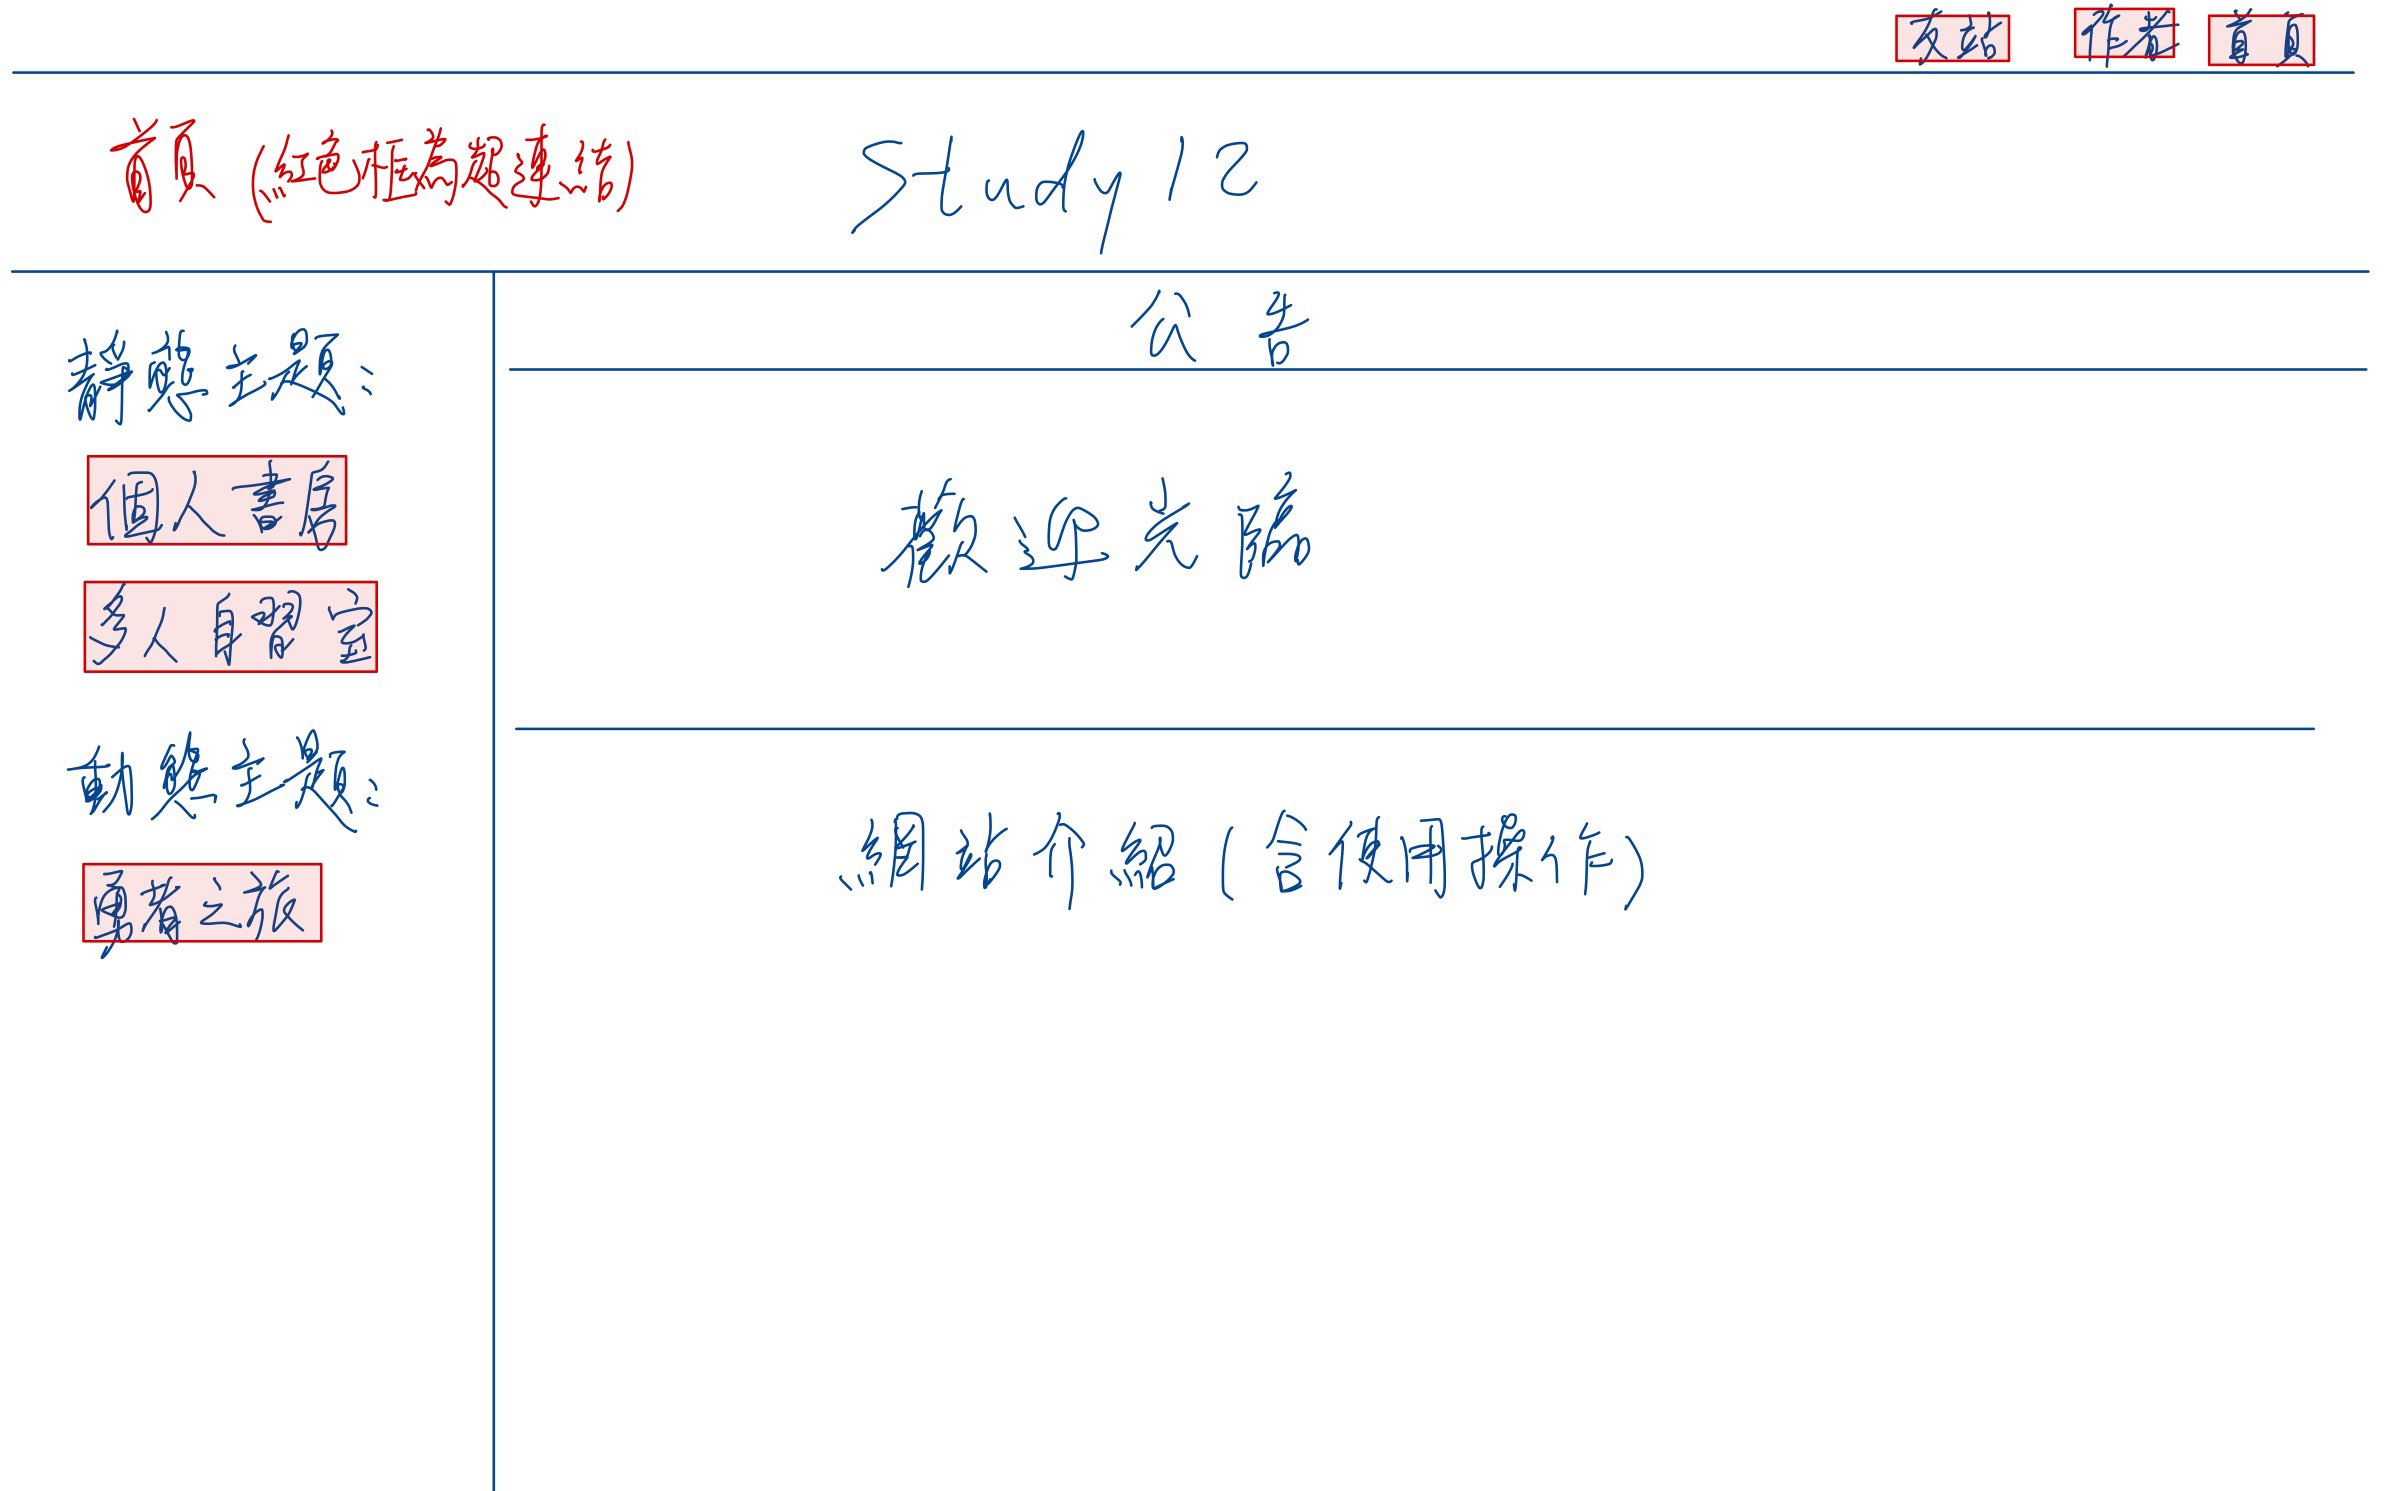 友站 作者 首頁
首頁 (紅色框為超連結)
Study 12
公告
靜態主題:
個人書房
多人自習室
動態主題:
勇者之旅
歡迎光臨
網站介紹(含使用操作)